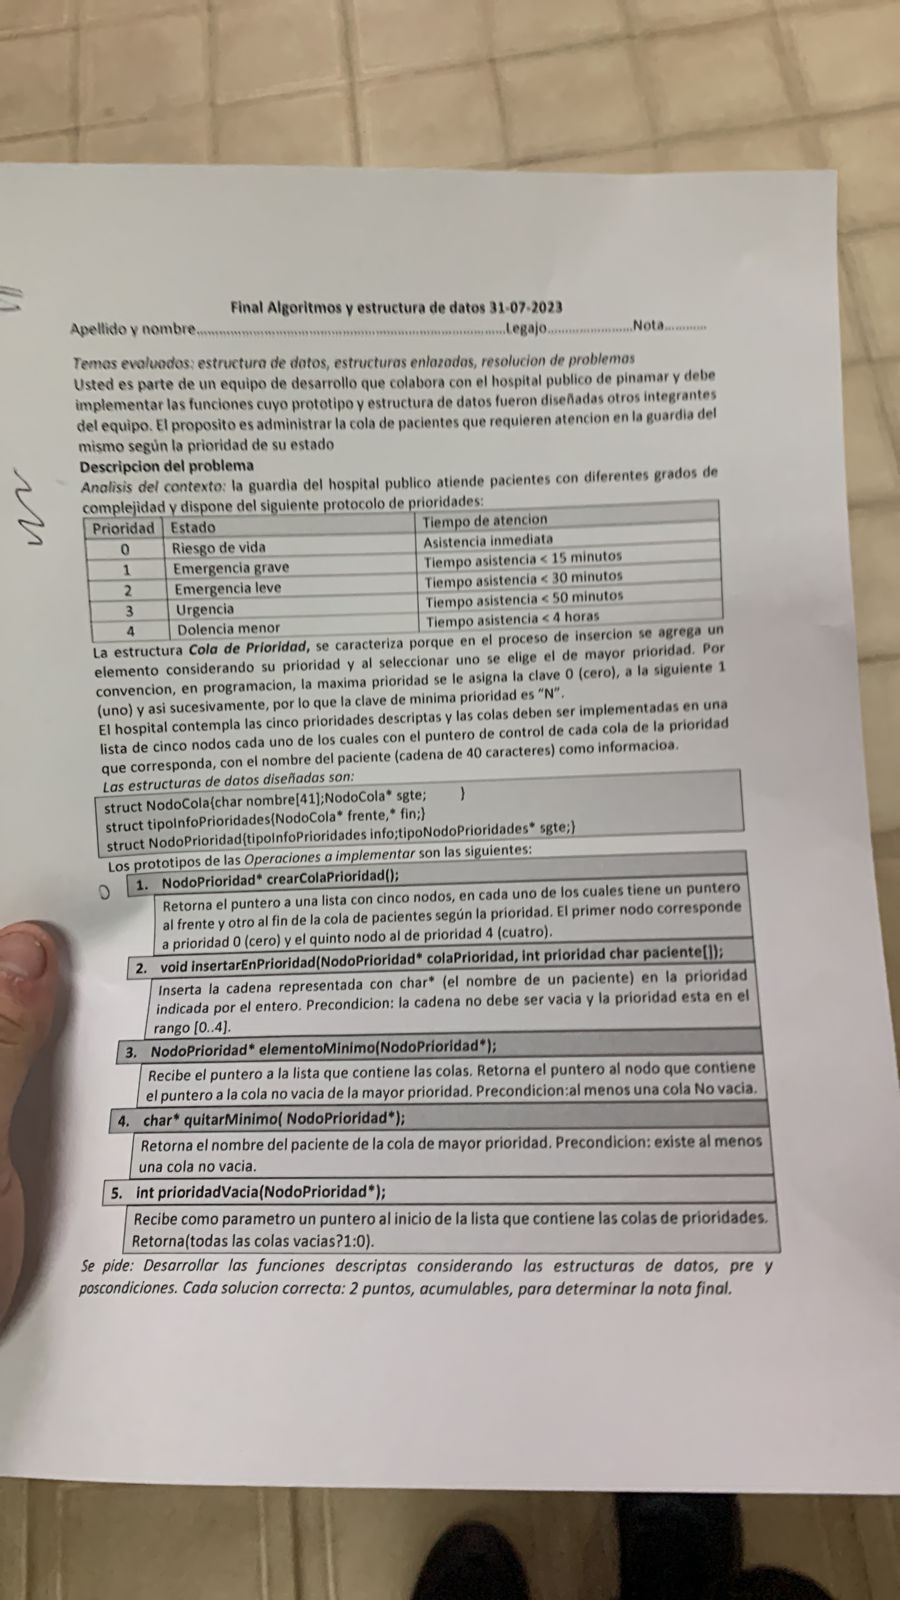 Final Algoritmos y estructura de datos 31-07-2023
Apellido y nombre...............................................................................Legajo.......................Nota...........
Temas evaluados: estructura de datos, estructuras enlazadas, resolucion de problemas
Usted es parte de un equipo de desarrollo que colabora con el hospital publico de pinamar y debe
implementar las funciones cuyo prototipo y estructura de datos fueron diseñadas otros integrantes
del equipo. El proposito es administrar la cola de pacientes que requieren atencion en la guardia del
mismo según la prioridad de su estado
Descripcion del problema
Analisis del contexto: la guardia del hospital publico atiende pacientes con diferentes grados de
complejidad y dispone del siguiente protocolo de prioridades:
Prioridad Estado Tiempo de atencion
0 Riesgo de vida Asistencia inmediata
1 Emergencia grave Tiempo asistencia < 15 minutos
2 Emergencia leve Tiempo asistencia < 30 minutos
3 Urgencia Tiempo asistencia < 50 minutos
4 Dolencia menor Tiempo asistencia < 4 horas
La estructura Cola de Prioridad, se caracteriza porque en el proceso de insercion se agrega un
elemento considerando su prioridad y al seleccionar uno se elige el de mayor prioridad. Por
convencion, en programacion, la maxima prioridad se le asigna la clave 0 (cero), a la siguiente 1
(uno) y asi sucesivamente, por lo que la clave de minima prioridad es “N”.
El hospital contempla las cinco prioridades descriptas y las colas deben ser implementadas en una
lista de cinco nodos cada uno de los cuales con el puntero de control de cada cola de la prioridad
que corresponda, con el nombre del paciente (cadena de 40 caracteres) como informacioa.
Las estructuras de datos diseñadas son:
struct NodoCola{char nombre[41];NodoCola* sgte; }
struct tipoInfoPrioridades{NodoCola* frente,* fin;}
struct NodoPrioridad{tipoInfoPrioridades info;tipoNodoPrioridades* sgte;}
Los prototipos de las Operaciones a implementar son las siguientes:
1. NodoPrioridad* crearColaPrioridad();
Retorna el puntero a una lista con cinco nodos, en cada uno de los cuales tiene un puntero
al frente y otro al fin de la cola de pacientes según la prioridad. El primer nodo corresponde
a prioridad 0 (cero) y el quinto nodo al de prioridad 4 (cuatro).
2. void insertarEnPrioridad(NodoPrioridad* colaPrioridad, int prioridad char paciente[]);
Inserta la cadena representada con char* (el nombre de un paciente) en la prioridad
indicada por el entero. Precondicion: la cadena no debe ser vacia y la prioridad esta en el
rango [0..4].
3. NodoPrioridad* elementoMinimo(NodoPrioridad*);
Recibe el puntero a la lista que contiene las colas. Retorna el puntero al nodo que contiene
el puntero a la cola no vacia de la mayor prioridad. Precondicion:al menos una cola No vacia.
4. char* quitarMinimo( NodoPrioridad*);
Retorna el nombre del paciente de la cola de mayor prioridad. Precondicion: existe al menos
una cola no vacia.
5. int prioridadVacia(NodoPrioridad*);
Recibe como parametro un puntero al inicio de la lista que contiene las colas de prioridades.
Retorna(todas las colas vacias?1:0).
Se pide: Desarrollar las funciones descriptas considerando las estructuras de datos, pre y
poscondiciones. Cada solucion correcta: 2 puntos, acumulables, para determinar la nota final.